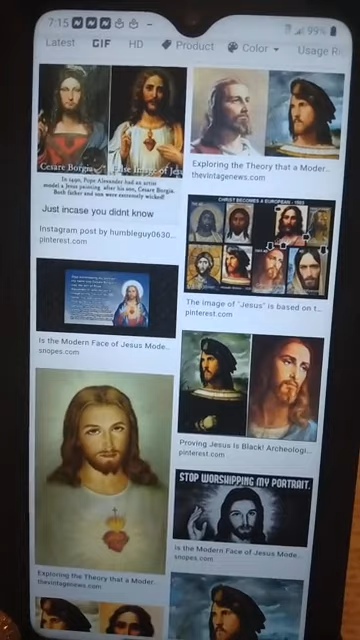 7:15
99%
Latest
GIF
HD
Product
Color
Usage Ri
Cesare Borgia
False Image of Jesu
In 1492, Pope Alexander had an artist
model a Jesus painting after his son, Cesare Borgia.
Both father and son were extremely wicked!
Just incase you didnt know
Instagram post by humbleguy0630...
pinterest.com
Exploring the Theory that a Moder..
thevintagenews.com
CHRIST BECOMES A EUROPEAN - 1505
The image of "Jesus" is based on t...
pinterest.com
Is the Modern Face of Jesus Mode..
snopes.com
Proving Jesus Is Black! Archeologi...
pinterest.com
STOP WORSHIPPING MY PORTRAIT.
Is the Modern Face of Jesus Mode...
snopes.com
Exploring the Theory that a Moder..
thevintagenews.com